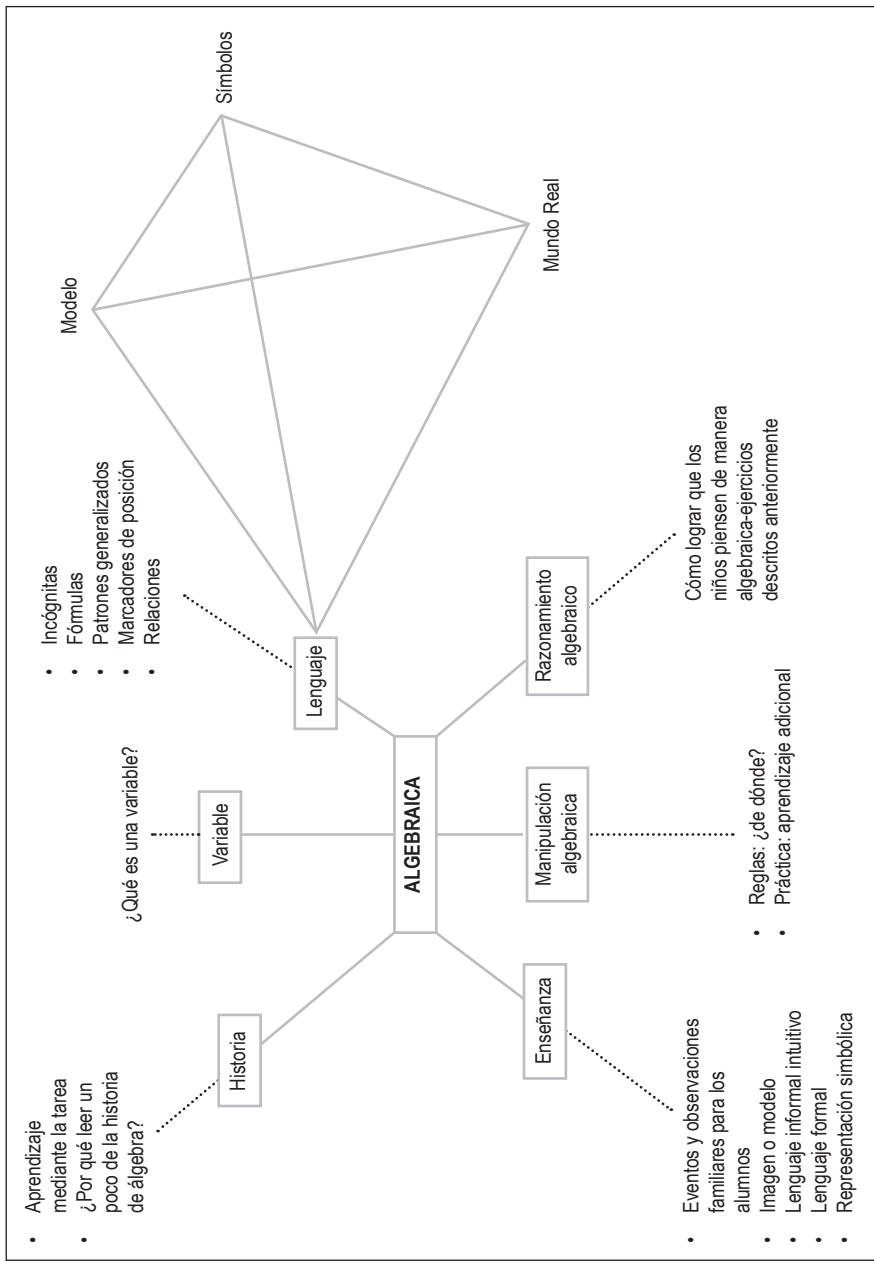 • Aprendizaje
mediante la tarea
• ¿Por qué leer un
poco de la historia
de álgebra?
Historia
¿Qué es una variable?
Variable
• Incógnitas
• Fórmulas
• Patrones generalizados
• Marcadores de posición
• Relaciones
Lenguaje
Modelo
Símbolos
Mundo Real
ALGEBRAICA
Enseñanza
• Eventos y observaciones
familiares para los
alumnos
• Imagen o modelo
• Lenguaje informal intuitivo
• Lenguaje formal
• Representación simbólica
Manipulación
algebraica
• Reglas: ¿de dónde?
• Práctica: aprendizaje adicional
Razonamiento
algebraico
Cómo lograr que los
niños piensen de manera
algebraica-ejercicios
descritos anteriormente